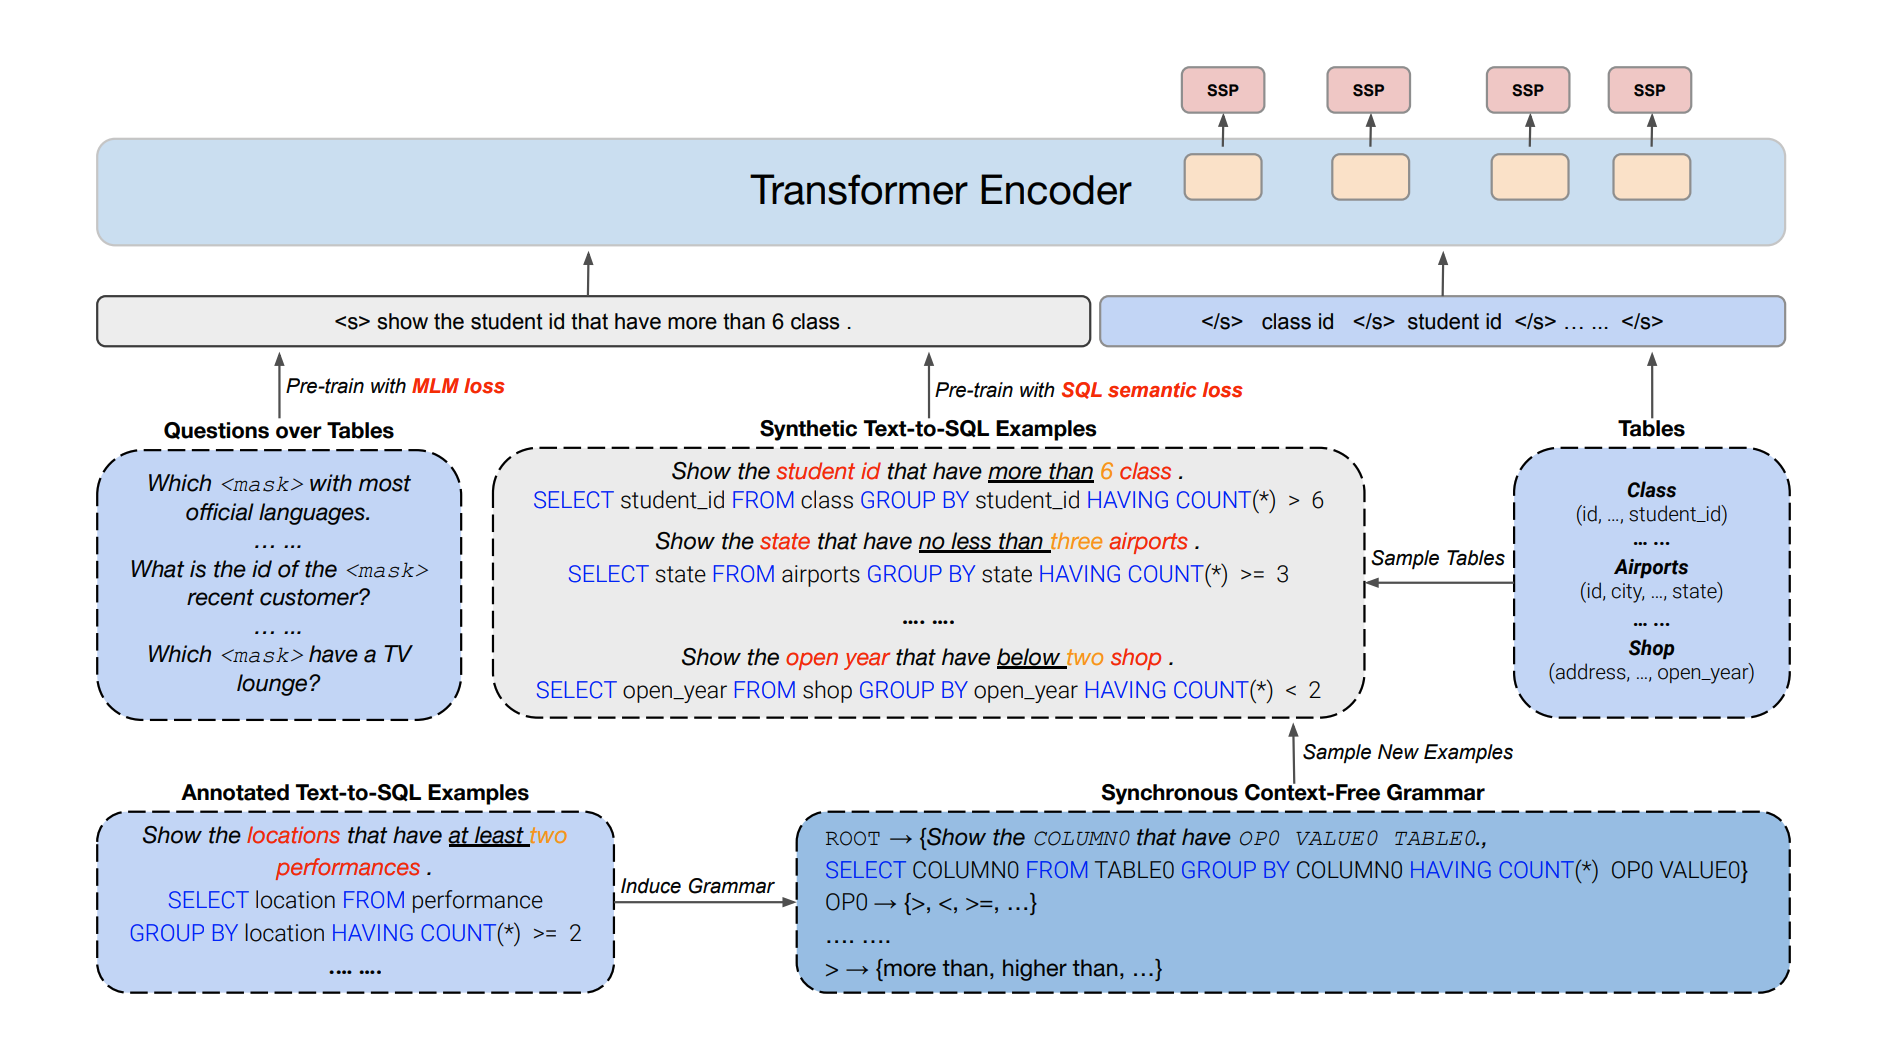 SSP SSP SSP SSP
Transformer Encoder
<s> show the student id that have more than 6 class .
</s> class id </s> student id </s> ... ... </s>
Pre-train with MLM loss
Pre-train with SQL semantic loss
Questions over Tables
Which <mask> with most
official languages.
... ...
What is the id of the <mask>
recent customer?
... ...
Which <mask> have a TV
lounge?
Synthetic Text-to-SQL Examples
Show the student id that have more than 6 class .
SELECT student_id FROM class GROUP BY student_id HAVING COUNT(*) > 6
Show the state that have no less than three airports .
SELECT state FROM airports GROUP BY state HAVING COUNT(*) >= 3
.... ....
Show the open year that have below two shop .
SELECT open_year FROM shop GROUP BY open_year HAVING COUNT(*) < 2
Sample Tables
Tables
Class
(id, ..., student_id)
... ...
Airports
(id, city, ..., state)
... ...
Shop
(address, ..., open_year)
Sample New Examples
Annotated Text-to-SQL Examples
Show the locations that have at least two
performances .
SELECT location FROM performance
GROUP BY location HAVING COUNT(*) >= 2
.... ....
Induce Grammar
Synchronous Context-Free Grammar
ROOT → {Show the COLUMN0 that have OP0 VALUE0 TABLE0.,
SELECT COLUMN0 FROM TABLE0 GROUP BY COLUMN0 HAVING COUNT(*) OP0 VALUE0}
OP0 → {>, <, >=, ...}
.... ....
> → {more than, higher than, ...}